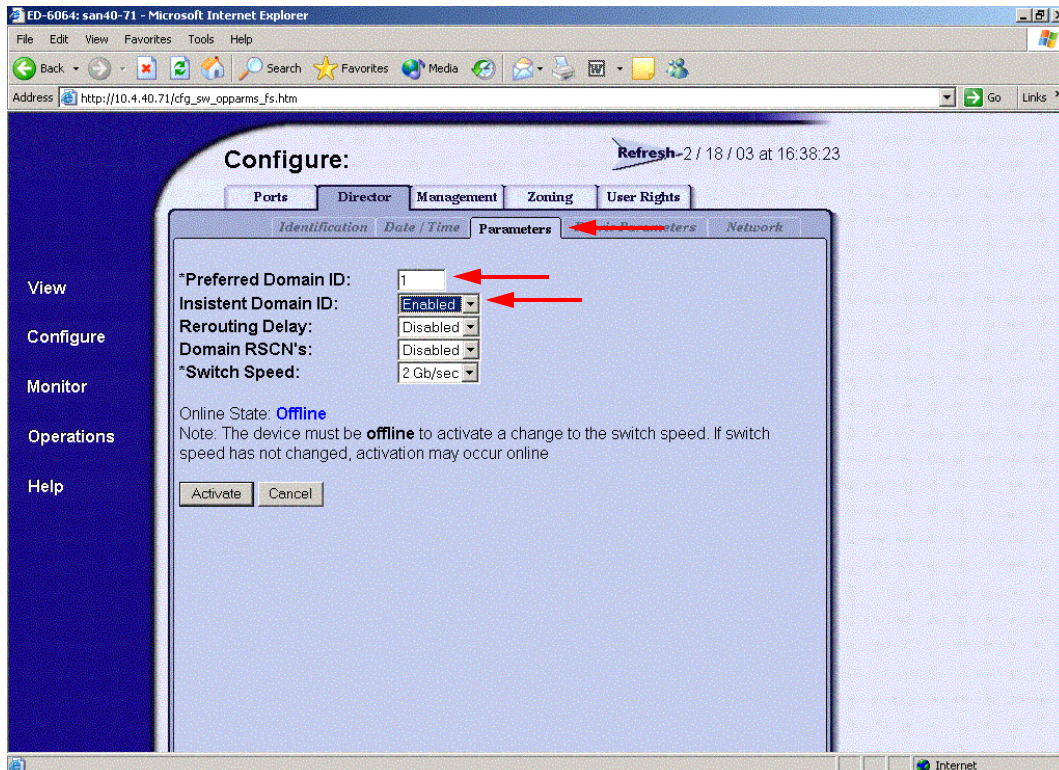 ED-6064: san40-71 - Microsoft Internet Explorer
File Edit View Favorites Tools Help
Back Search Favorites Media
Address http://10.4.40.71/cfg_sw_opparms_fs.htm Go Links
Configure: Refresh-2 / 18 / 03 at 16:38:23
Ports Director Management Zoning User Rights
Identification Date / Time Parameters Parameters Network
View
Configure
Monitor
Operations
Help
*Preferred Domain ID: 1
Insistent Domain ID: Enabled
Rerouting Delay: Disabled
Domain RSCN's: Disabled
*Switch Speed: 2 Gb/sec
Online State: Offline
Note: The device must be offline to activate a change to the switch speed. If switch
speed has not changed, activation may occur online
Activate Cancel
Internet